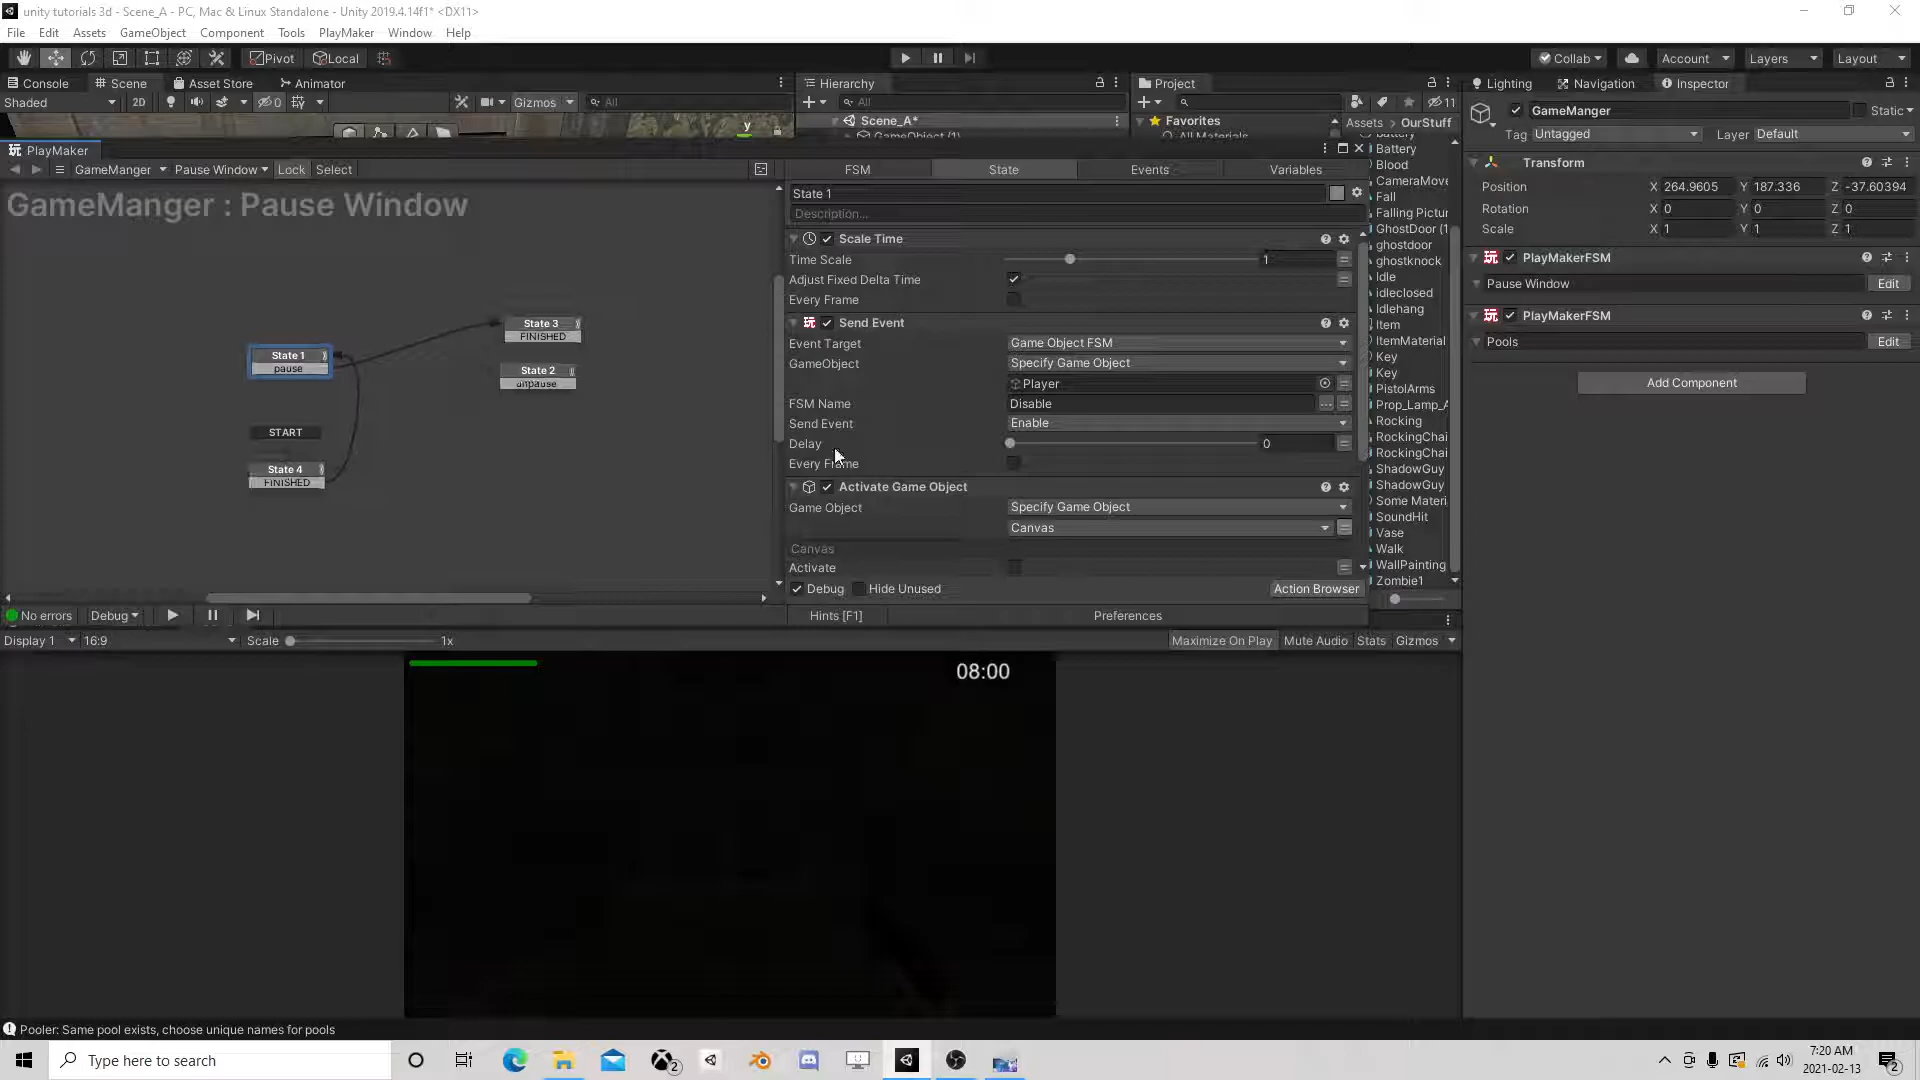 unity tutorials 3d - Scene_A - PC, Mac & Linux Standalone - Unity 2019.4.14f1* <DX11>
File Edit Assets GameObject Component Tools PlayMaker Window Help
Pivot Local Collab Account Layers Layout
Console Scene Asset Store Animator Hierarchy Project Lighting Navigation Inspector
Shaded 2D 0 Gizmos All All 11
GameManger Static
Scene_A* Favorites Assets > OurStuff
Tag Untagged Layer Default
PlayMaker
GameManger Pause Window Lock Select FSM State Events Variables
GameManger : Pause Window
State 1
Description...
Scale Time
Time Scale 1
Adjust Fixed Delta Time
Every Frame
Send Event
Event Target Game Object FSM
GameObject Specify Game Object
Player
FSM Name Disable
Send Event Enable
Delay 0
Every Frame
Activate Game Object
Game Object Specify Game Object
Canvas
Canvas
Activate
Debug Hide Unused Action Browser
Hints [F1] Preferences
State 3
FINISHED
State 1
pause
State 2
unpause
START
State 4
FINISHED
No errors Debug
Battery
Blood
CameraMove
Fall
Falling Pictur
GhostDoor (1
ghostdoor
ghostknock
Idle
idleclosed
Idlehang
Item
ItemMaterial
Key
Key
PistolArms
Prop_Lamp_A
Rocking
RockingChai
RockingChai
ShadowGuy
ShadowGuy
Some Materi
SoundHit
Vase
Walk
WallPainting
Zombie1
Transform
Position X 264.9605 Y 187.336 Z -37.60394
Rotation X 0 Y 0 Z 0
Scale X 1 Y 1 Z 1
PlayMakerFSM
Pause Window Edit
PlayMakerFSM
Pools Edit
Add Component
Display 1 16:9 Scale 1x Maximize On Play Mute Audio Stats Gizmos
08:00
Pooler: Same pool exists, choose unique names for pools
Type here to search
7:20 AM
2021-02-13